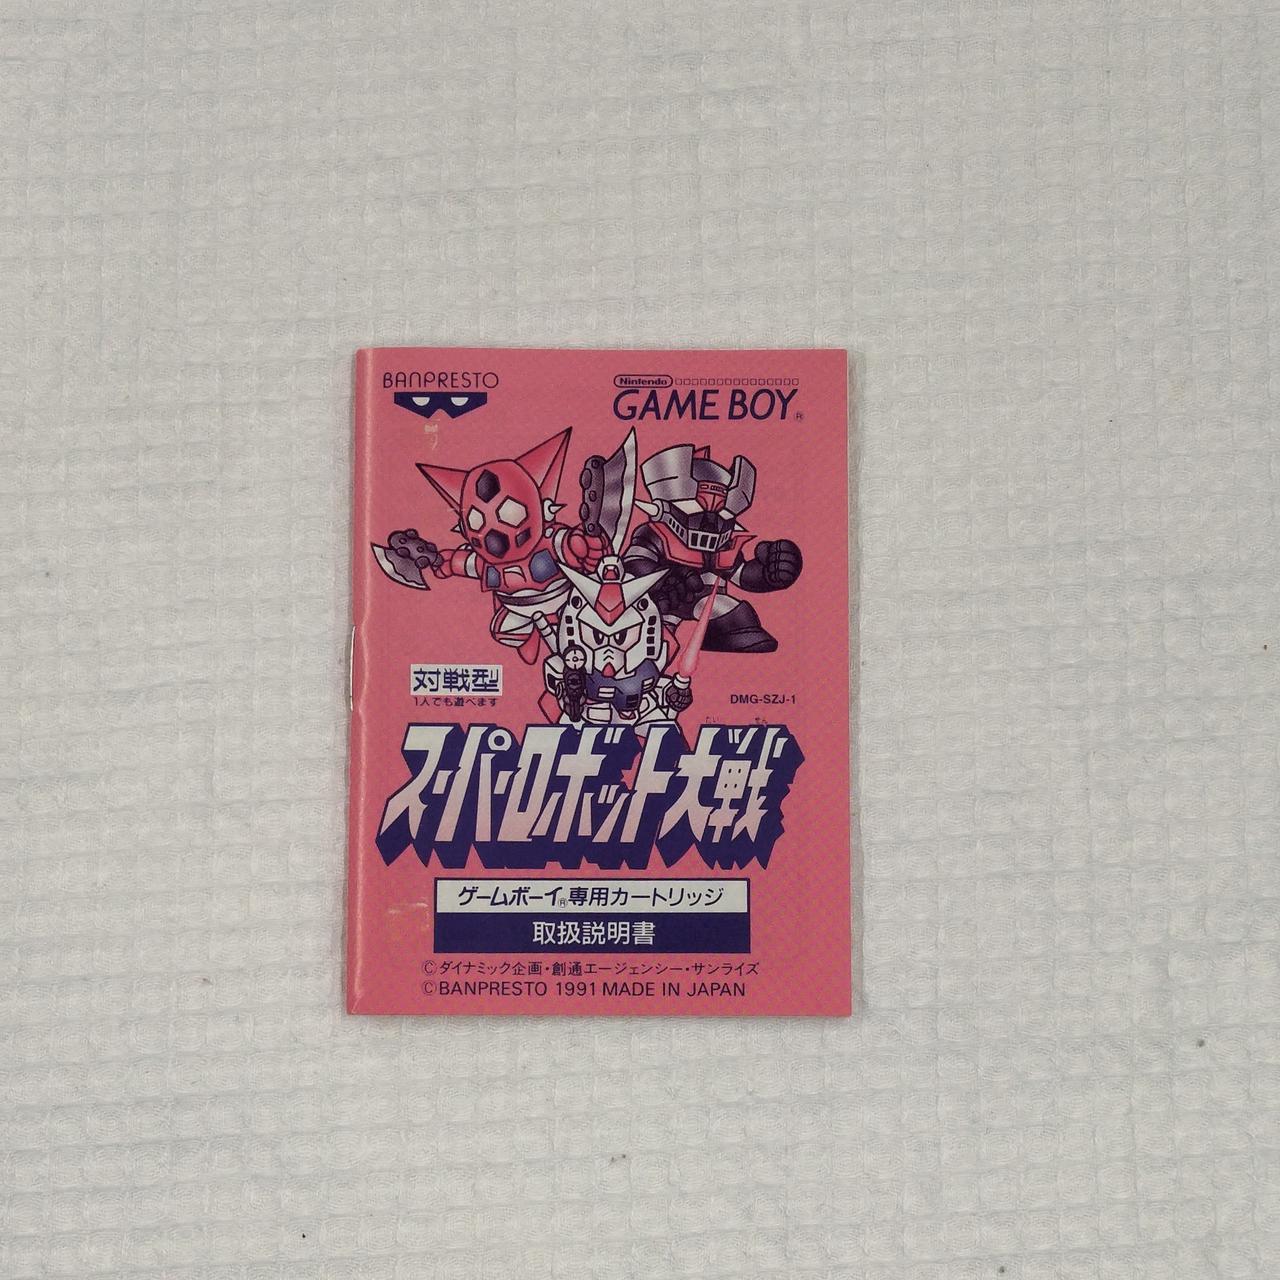 BANPRESTO
Nintendo
GAME BOY®
対戦型
1人でも遊べます
DMG-SZJ-1
たい せん
スーパーロボット大戦
ゲームボーイ®専用カートリッジ
取扱説明書
©ダイナミック企画・創通エージェンシー・サンライズ
©BANPRESTO 1991 MADE IN JAPAN